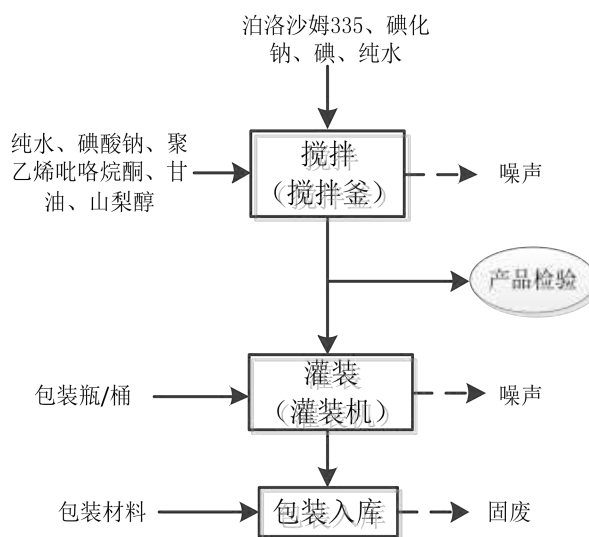 泊洛沙姆335、碘化
钠、碘、纯水
纯水、碘酸钠、聚
乙烯吡咯烷酮、甘
油、山梨醇
搅拌
（搅拌釜）
噪声
产品检验
包装瓶/桶
灌装
（灌装机）
噪声
包装材料
包装入库
固废